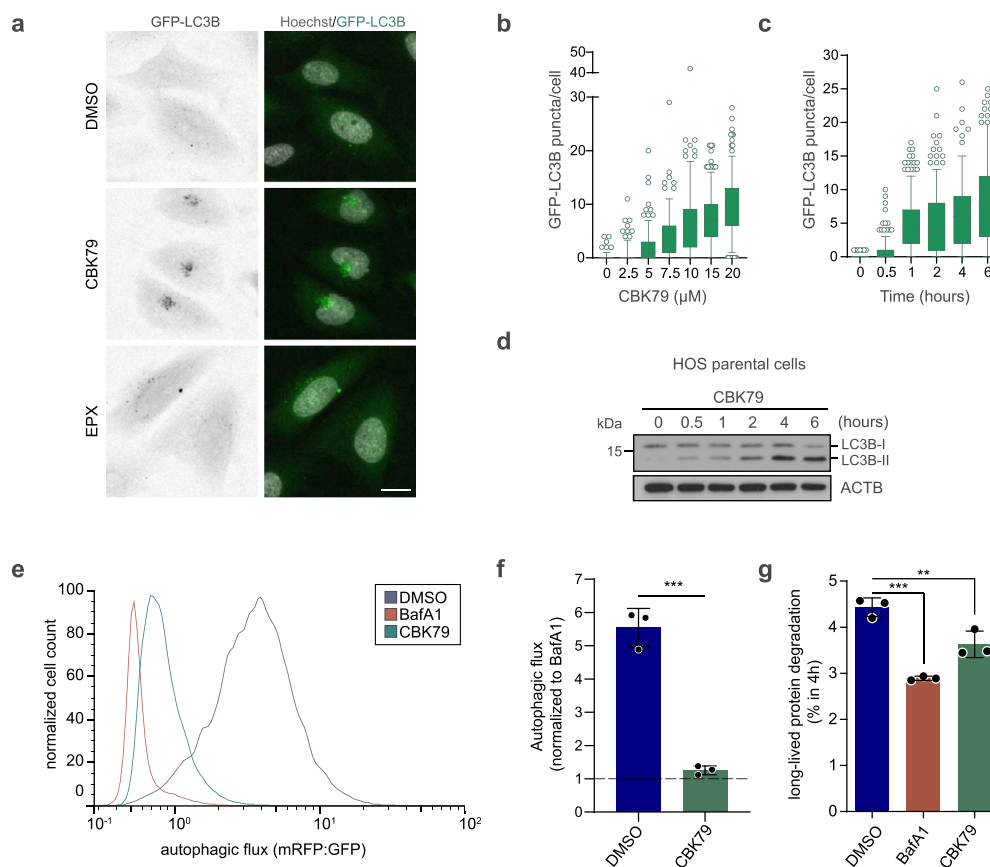 a
GFP-LC3B
Hoechst/GFP-LC3B
DMSO
CBK79
EPX
b
GFP-LC3B puncta/cell
50
40
30
20
10
0
0 2.5 5 7.5 10 15 20
CBK79 (µM)
c
GFP-LC3B puncta/cell
30
25
20
15
10
5
0
0 0.5 1 2 4 6
Time (hours)
d
HOS parental cells
CBK79
kDa 0 0.5 1 2 4 6 (hours)
15
LC3B-I
LC3B-II
ACTB
e
normalized cell count
100
80
60
40
20
0
10-1 100 101 102
autophagic flux (mRFP:GFP)
DMSO
BafA1
CBK79
f
Autophagic flux
(normalized to BafA1)
7
6
5
4
3
2
1
0
***
DMSO
CBK79
g
long-lived protein degradation
(% in 4h)
5
4
3
2
1
0
**
***
DMSO
BafA1
CBK79